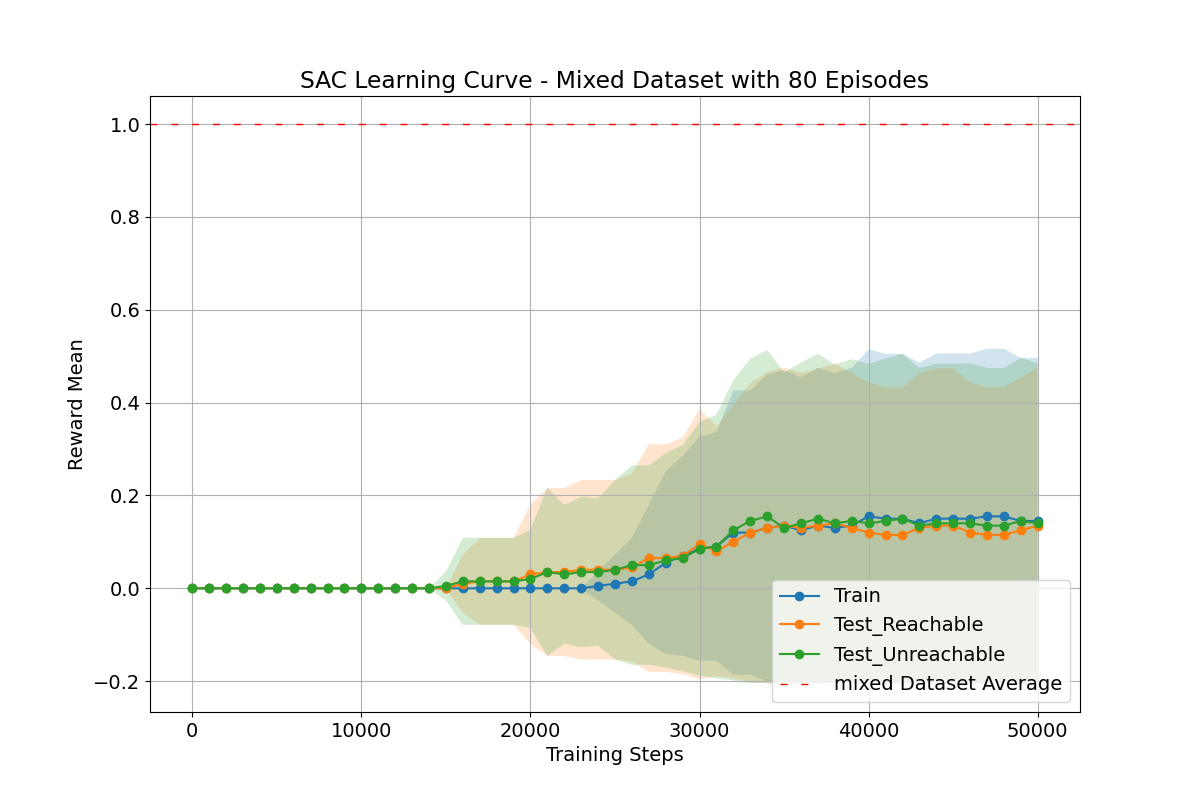 SAC Learning Curve - Mixed Dataset with 80 Episodes
1.0
0.8
0.6
0.4
0.2
0.0
−0.2
Reward Mean
0 10000 20000 30000 40000 50000
Training Steps
Train
Test_Reachable
Test_Unreachable
mixed Dataset Average